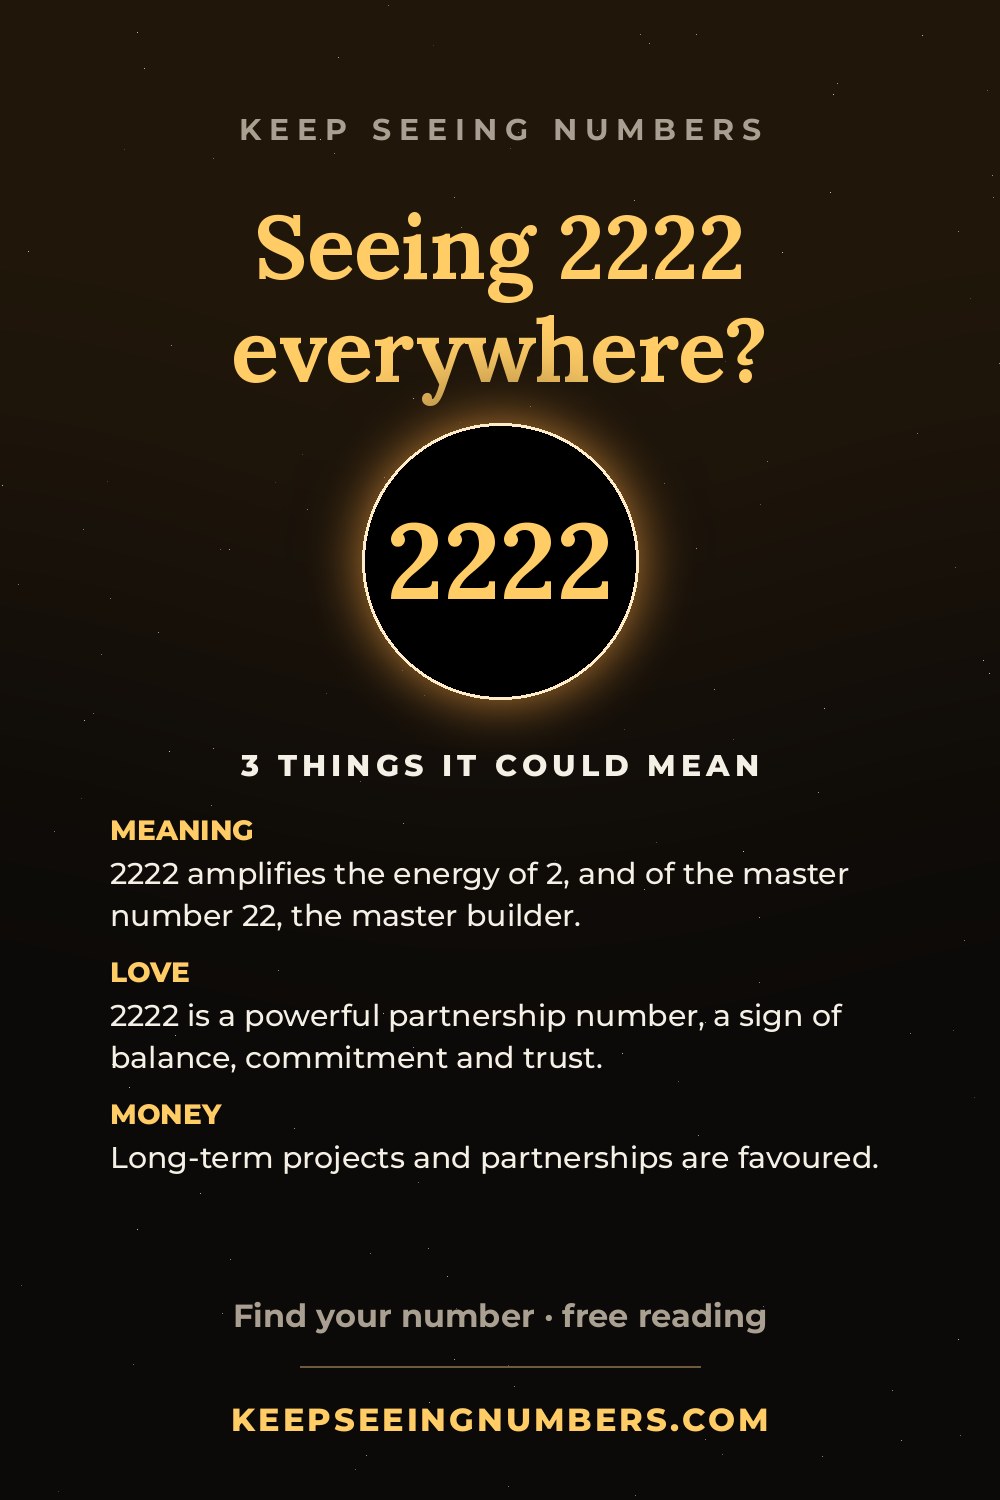 KEEP SEEING NUMBERS
Seeing 2222
everywhere?
2222
3 THINGS IT COULD MEAN
MEANING
2222 amplifies the energy of 2, and of the master
number 22, the master builder.
LOVE
2222 is a powerful partnership number, a sign of
balance, commitment and trust.
MONEY
Long-term projects and partnerships are favoured.
Find your number · free reading
KEEPSEEINGNUMBERS.COM